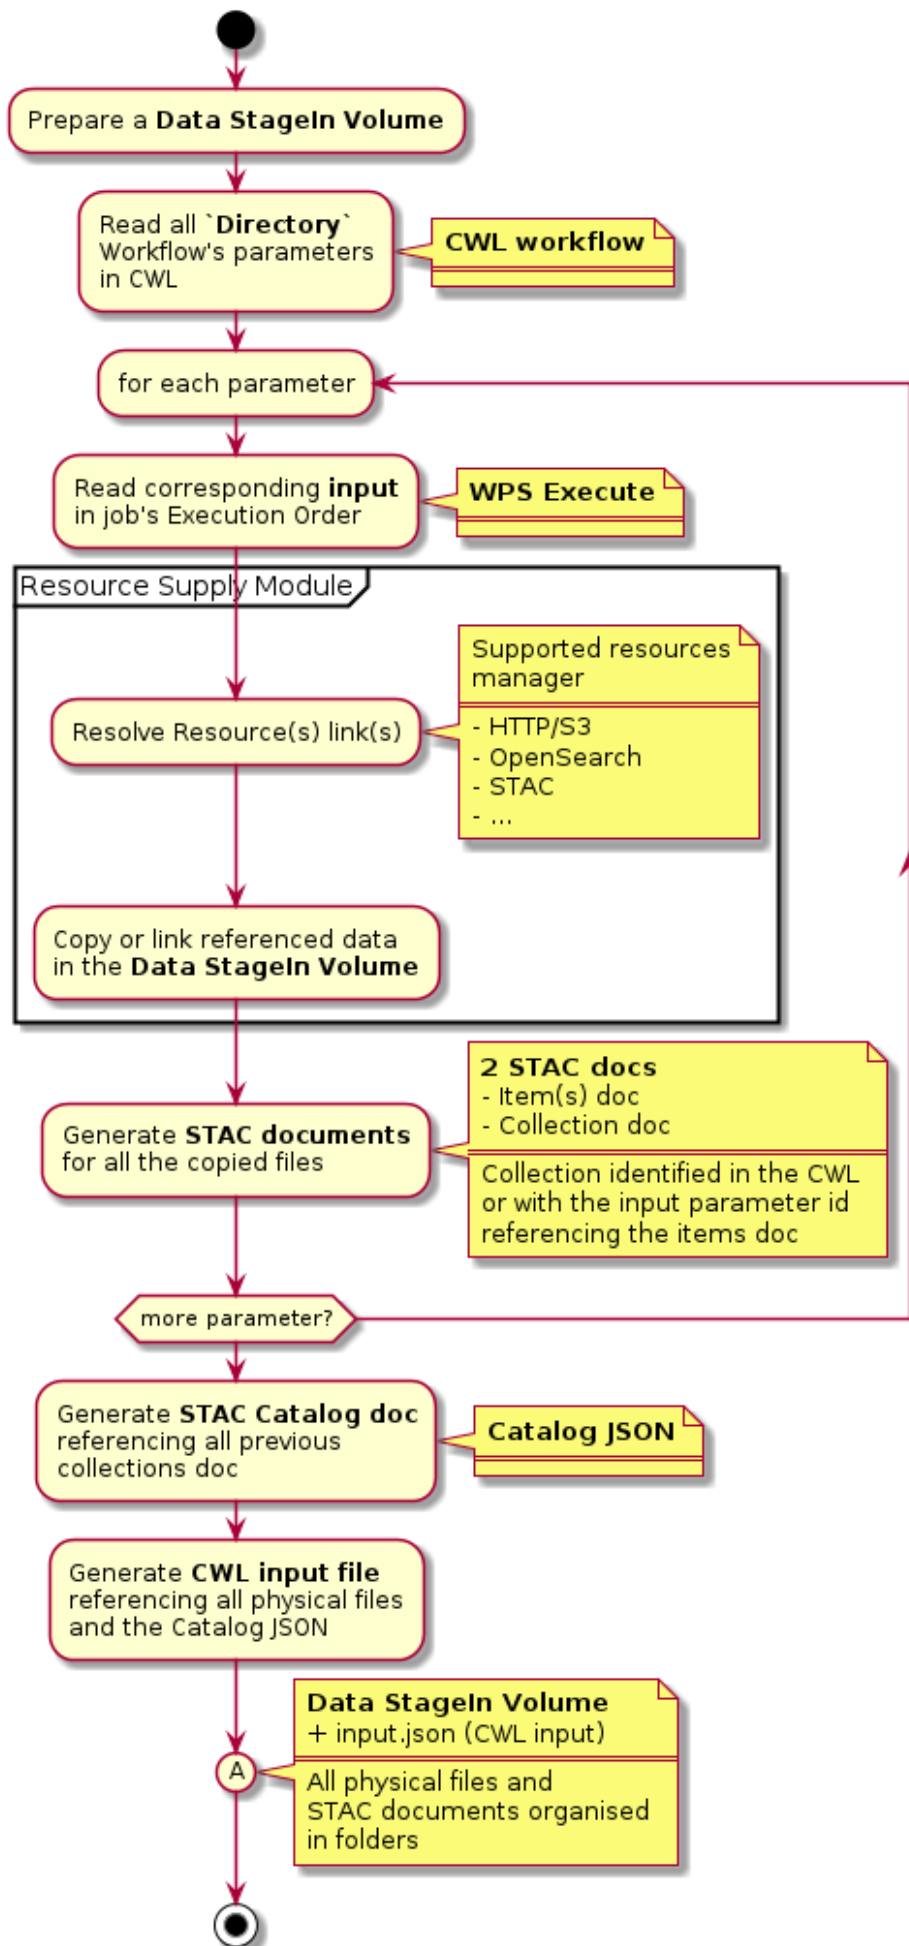 Prepare a Data StageIn Volume
Read all `Directory`
Workflow's parameters
in CWL
CWL workflow
for each parameter
Read corresponding input
in job's Execution Order
WPS Execute
Resource Supply Module
Supported resources
manager
- HTTP/S3
- OpenSearch
- STAC
- ...
Resolve Resource(s) link(s)
Copy or link referenced data
in the Data StageIn Volume
2 STAC docs
- Item(s) doc
- Collection doc
Collection identified in the CWL
or with the input parameter id
referencing the items doc
Generate STAC documents
for all the copied files
more parameter?
Generate STAC Catalog doc
referencing all previous
collections doc
Catalog JSON
Generate CWL input file
referencing all physical files
and the Catalog JSON
Data StageIn Volume
+ input.json (CWL input)
All physical files and
STAC documents organised
in folders
A